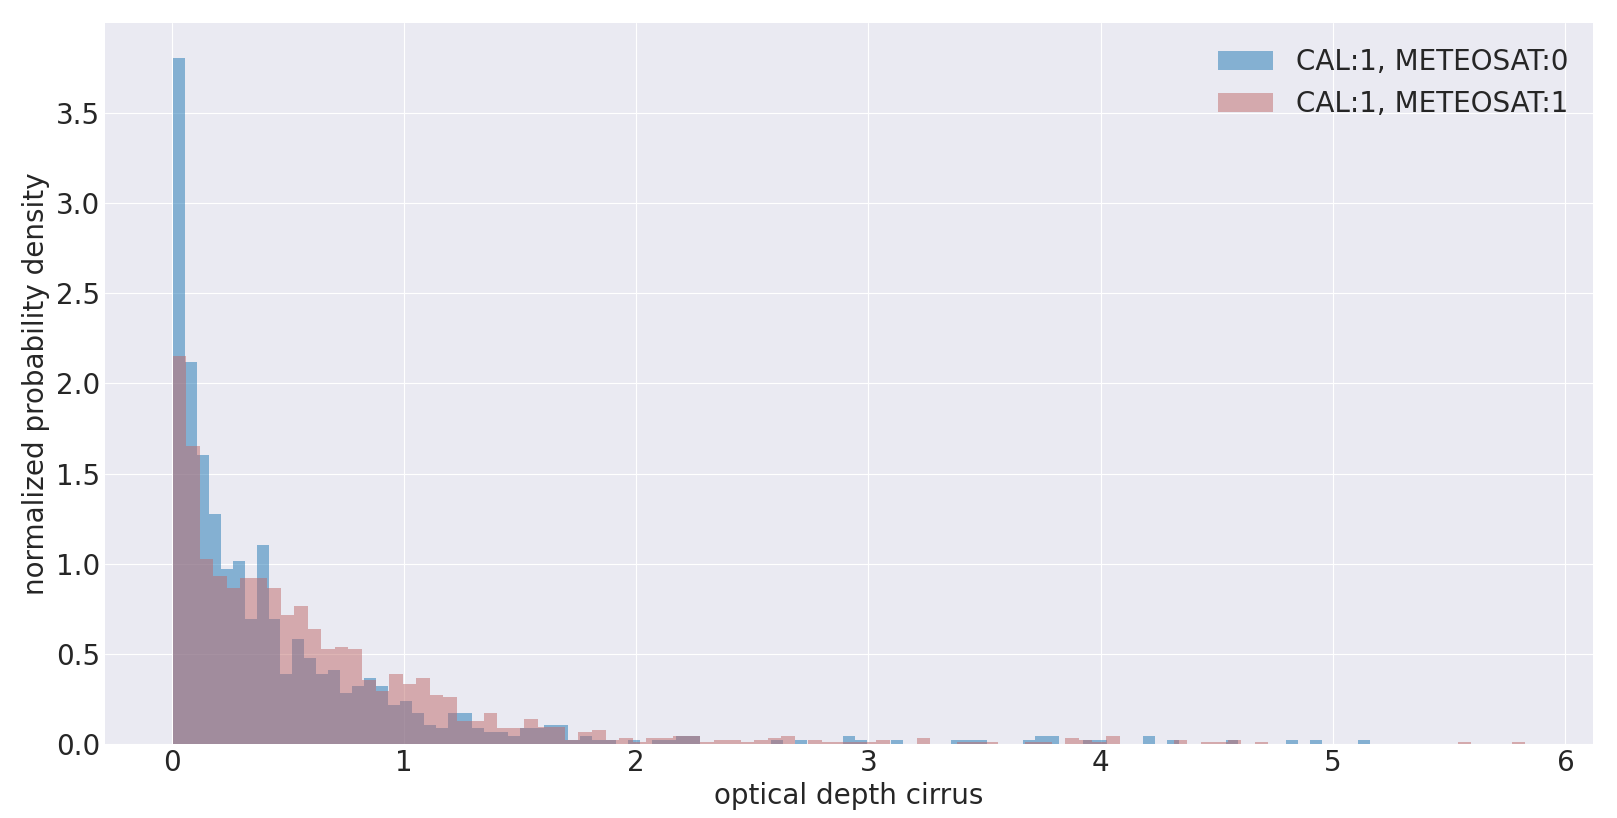 CAL:1, METEOSAT:0
CAL:1, METEOSAT:1
normalized probability density
3.5
3.0
2.5
2.0
1.5
1.0
0.5
0.0
0 1 2 3 4 5 6
optical depth cirrus